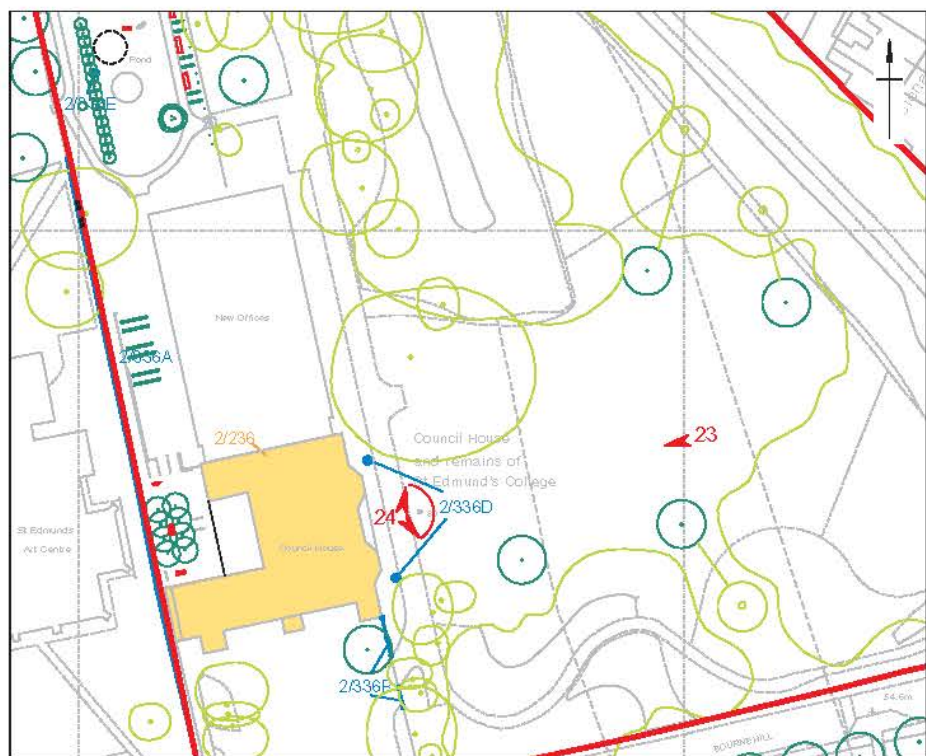 Pond
2/836E
2/336A
New Offices
2/236
Council House
and remains of
St Edmund's College
23
24
2/336D
St Edmunds
Art Centre
Council House
2/336F
54.6m
BOURNE HILL